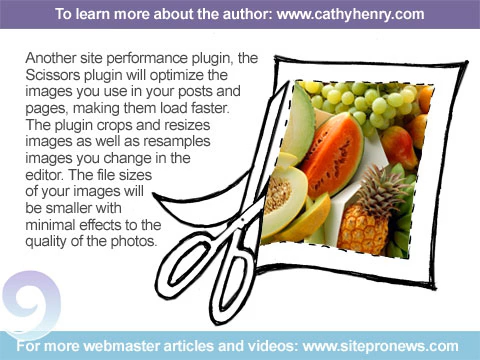 To learn more about the author: www.cathyhenry.com
Another site performance plugin, the
Scissors plugin will optimize the
images you use in your posts and
pages, making them load faster.
The plugin crops and resizes
images as well as resamples
images you change in the
editor. The file sizes
of your images will
be smaller with
minimal effects to the
quality of the photos.
9
For more webmaster articles and videos: www.sitepronews.com